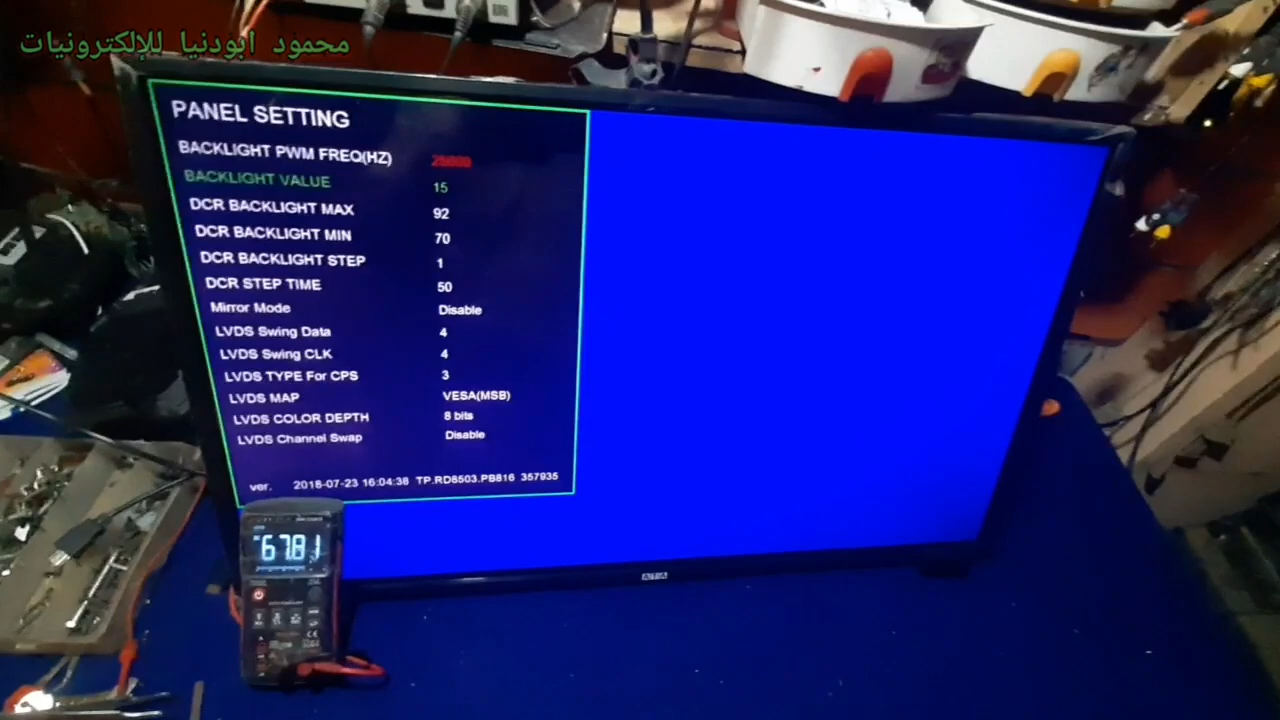 محمود ابودنيا للإلكترونيات
PANEL SETTING
BACKLIGHT PWM FREQ(HZ)
BACKLIGHT VALUE 15
DCR BACKLIGHT MAX 92
DCR BACKLIGHT MIN 70
DCR BACKLIGHT STEP 1
DCR STEP TIME 50
Mirror Mode Disable
LVDS Swing Data 4
LVDS Swing CLK 4
LVDS TYPE For CPS 3
LVDS MAP VESA(MSB)
LVDS COLOR DEPTH 8 bits
LVDS Channel Swap Disable
ver. 2018-07-23 16:04:38 TP.RD8503.PB816 357935
67.81
ATA